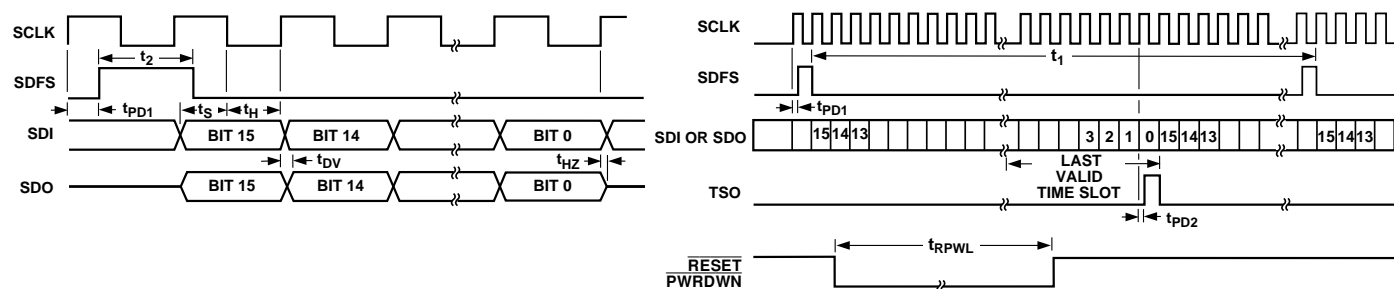 SCLK
t2
SDFS
tPD1
tS
tH
SDI
BIT 15
BIT 14
BIT 0
tDV
tHZ
SDO
BIT 15
BIT 14
BIT 0
SCLK
t1
SDFS
tPD1
SDI OR SDO
15 14 13
3 2 1 0 15 14 13
15 14 13
LAST
VALID
TIME SLOT
TSO
tPD2
tRPWL
RESET
PWRDWN